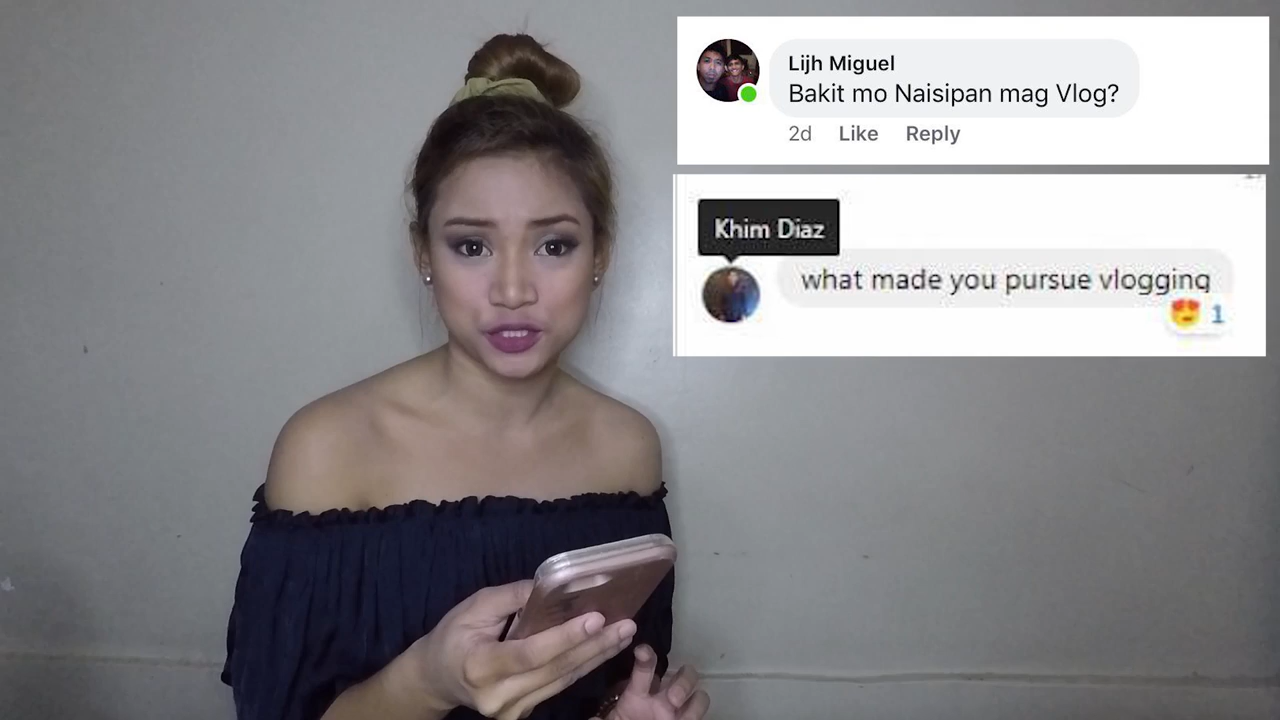 Lijh Miguel
Bakit mo Naisipan mag Vlog?
2d Like Reply
Khim Diaz
what made you pursue vlogging
1